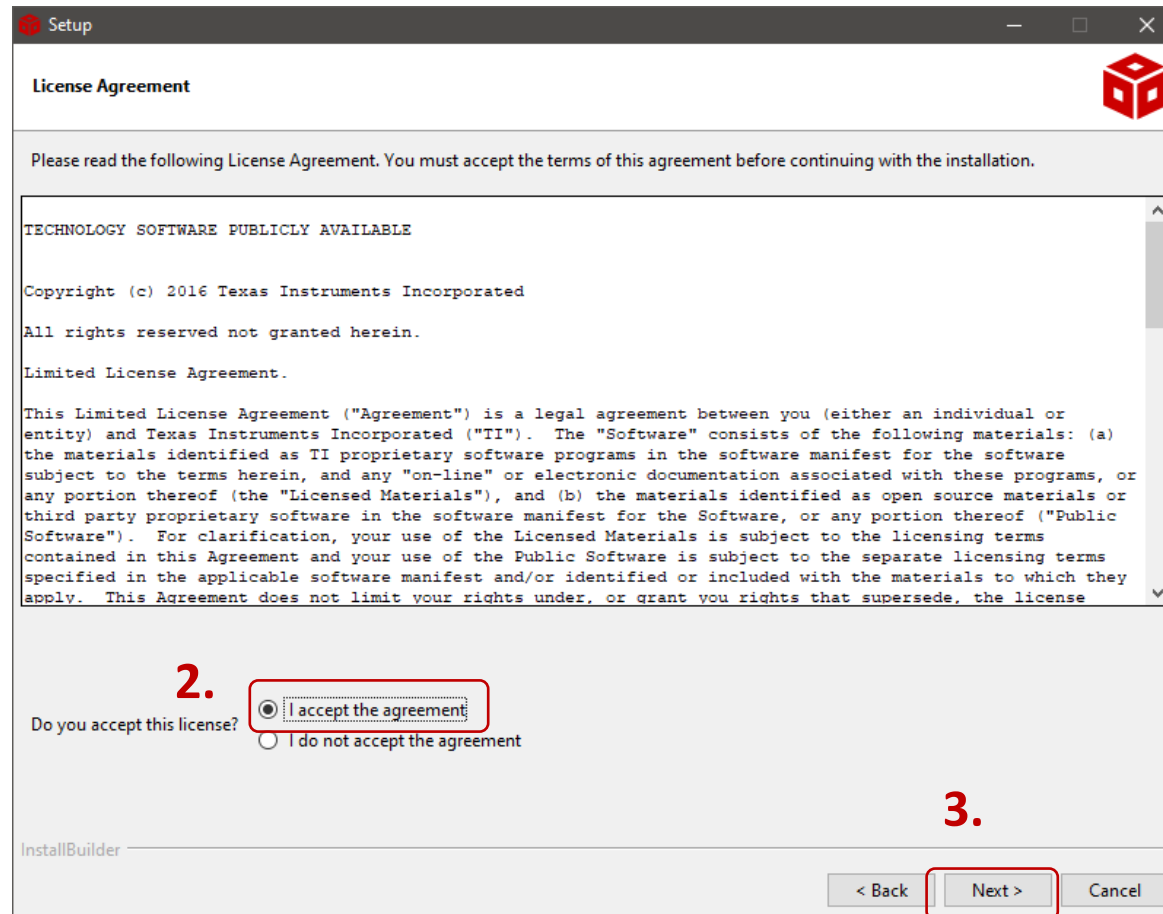 Setup
License Agreement
Please read the following License Agreement. You must accept the terms of this agreement before continuing with the installation.
TECHNOLOGY SOFTWARE PUBLICLY AVAILABLE
Copyright (c) 2016 Texas Instruments Incorporated
All rights reserved not granted herein.
Limited License Agreement.
This Limited License Agreement ("Agreement") is a legal agreement between you (either an individual or
entity) and Texas Instruments Incorporated ("TI").  The "Software" consists of the following materials: (a)
the materials identified as TI proprietary software programs in the software manifest for the software
subject to the terms herein, and any "on-line" or electronic documentation associated with these programs, or
any portion thereof (the "Licensed Materials"), and (b) the materials identified as open source materials or
third party proprietary software in the software manifest for the Software, or any portion thereof ("Public
Software").  For clarification, your use of the Licensed Materials is subject to the licensing terms
contained in this Agreement and your use of the Public Software is subject to the separate licensing terms
specified in the applicable software manifest and/or identified or included with the materials to which they
apply.  This Agreement does not limit your rights under, or grant you rights that supersede, the license
2.
I accept the agreement
Do you accept this license?
I do not accept the agreement
3.
InstallBuilder
< Back
Next >
Cancel